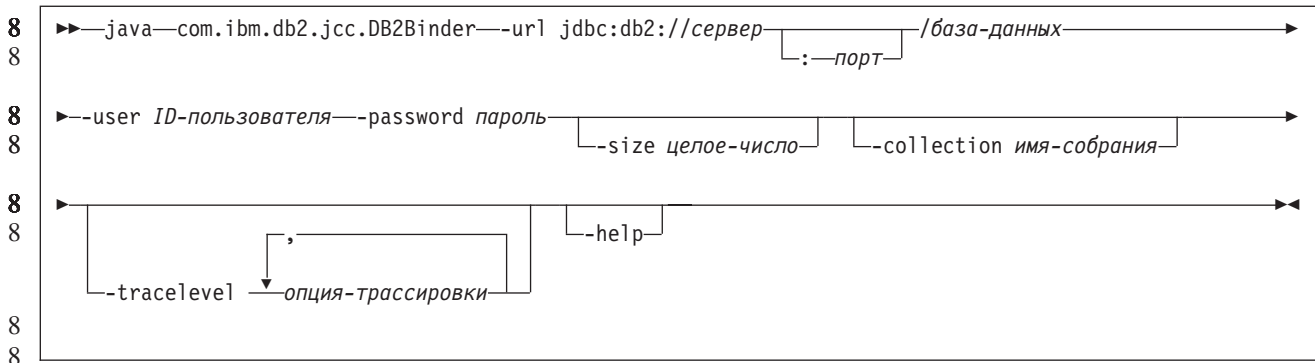 8 java com.ibm.db2.jcc.DB2Binder -url jdbc:db2://сервер /база-данных
8 : порт
8 -user ID-пользователя -password пароль
8 -size целое-число -collection имя-собрания
8
8 -help
,
-tracelevel опция-трассировки
8
8